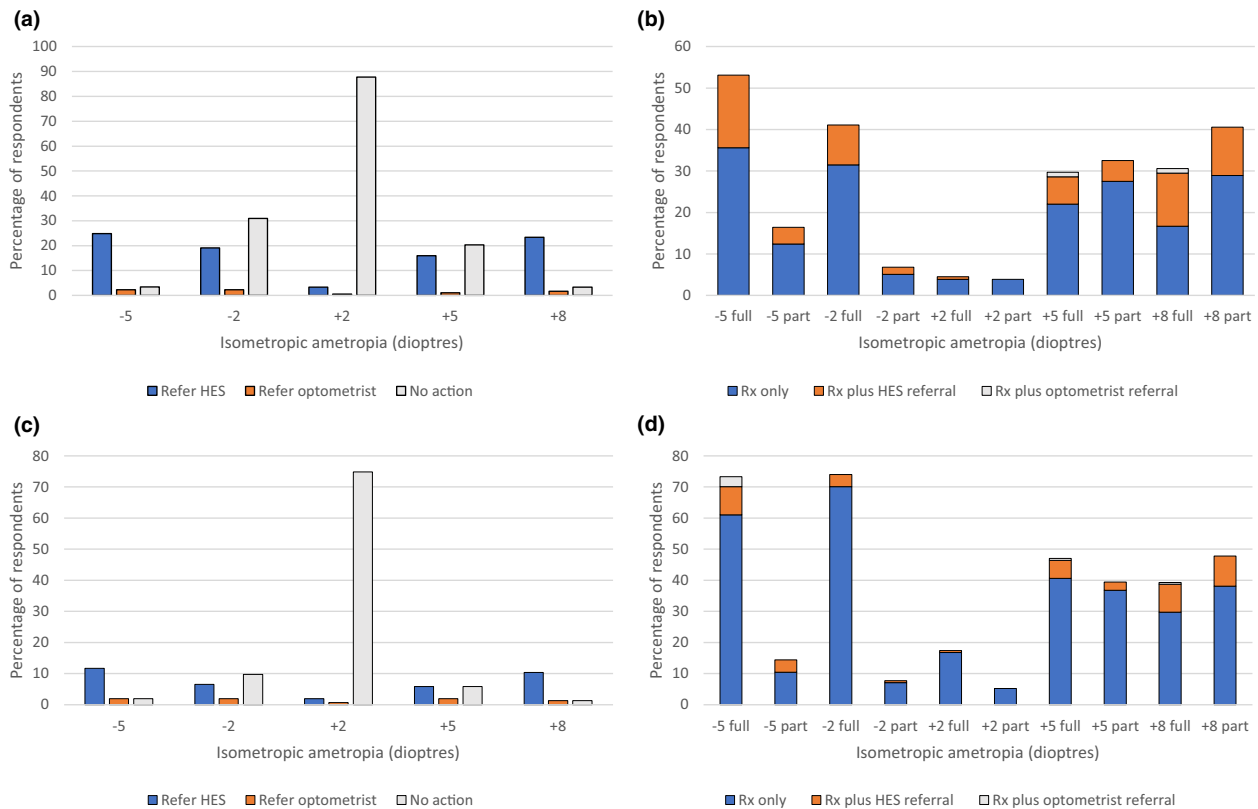 (a)
100
90
80
70
60
50
40
30
20
10
0
Percentage of respondents
-5 -2 +2 +5 +8
Isometropic ametropia (dioptres)
Refer HES Refer optometrist No action
(b)
60
50
40
30
20
10
0
Percentage of respondents
-5 full -5 part -2 full -2 part +2 full +2 part +5 full +5 part +8 full +8 part
Isometropic ametropia (dioptres)
Rx only Rx plus HES referral Rx plus optometrist referral
(c)
80
70
60
50
40
30
20
10
0
Percentage of respondents
-5 -2 +2 +5 +8
Isometropic ametropia (dioptres)
Refer HES Refer optometrist No action
(d)
80
70
60
50
40
30
20
10
0
Percentage of respondents
-5 full -5 part -2 full -2 part +2 full +2 part +5 full +5 part +8 full +8 part
Isometropic ametropia (dioptres)
Rx only Rx plus HES referral Rx plus optometrist referral